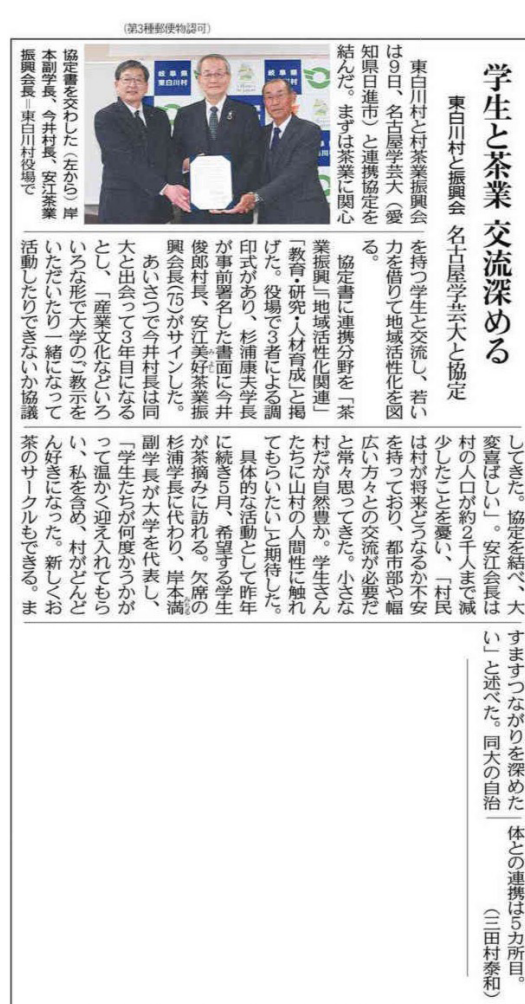 (第3種郵便物認可)
学生と茶業 交流深める
東白川村と振興会 名古屋学芸大と協定
岐阜県
東白川村
岐阜県
東白川村
協定書を交わした(左から)岸
本副学長、今井村長、安江茶業
振興会長=東白川村役場で
東白川村と村茶業振興会
は9日、名古屋学芸大(愛
知県日進市)と連携協定を
結んだ。まずは茶業に関心
を持つ学生と交流し、若い
力を借りて地域活性化を図
る。
協定書に連携分野を「茶
業振興」「地域活性化関連」
「教育・研究・人材育成」と掲
げた。役場で3者による調
印式があり、杉浦康夫学長
が事前署名した書面に今井
俊郎村長、安江美好茶業振
興会長(75)がサインした。
あいさつで今井村長は同
大と出会って3年目になる
とし、「産業文化などいろ
いろな形で大学のご教示を
いただいたり一緒になって
活動したりできないか協議
してきた。協定を結べ、大
変喜ばしい」。安江会長は
村の人口が約2千人まで減
少したことを憂い、「村民
は村が将来どうなるか不安
を持っており、都市部や幅
広い方々との交流が必要だ
と常々思ってきた。小さな
村だが自然豊か。学生さん
たちに山村の人間性に触れ
てもらいたい」と期待した。
具体的な活動として昨年
に続き5月、希望する学生
が茶摘みに訪れる。欠席の
杉浦学長に代わり、岸本満
みつる
副学長が大学を代表し、
「学生たちが何度かうかが
って温かく迎え入れてもら
い、私を含め、村がどんど
ん好きになった。新しくお
茶のサークルもできる。ま
すますつながりを深めた
い」と述べた。同大の自治
体との連携は5カ所目。
(三田村泰和)